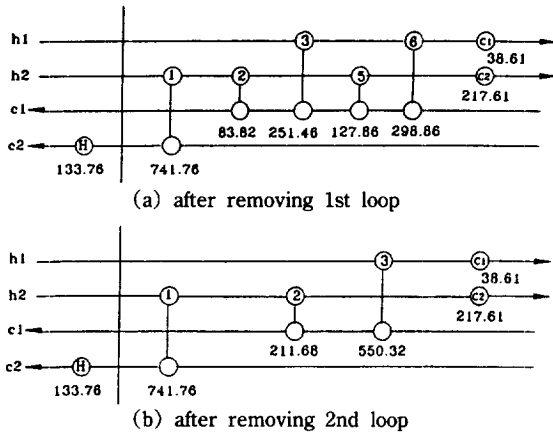 h1 3 6 C1
38.61
h2 1 2 5 C2
217.61
c1
83.82 251.46 127.86 298.86
c2 H
133.76 741.76
(a) after removing 1st loop
h1 3 C1
38.61
h2 1 2 C2
217.61
c1
211.68 550.32
c2 H
133.76 741.76
(b) after removing 2nd loop